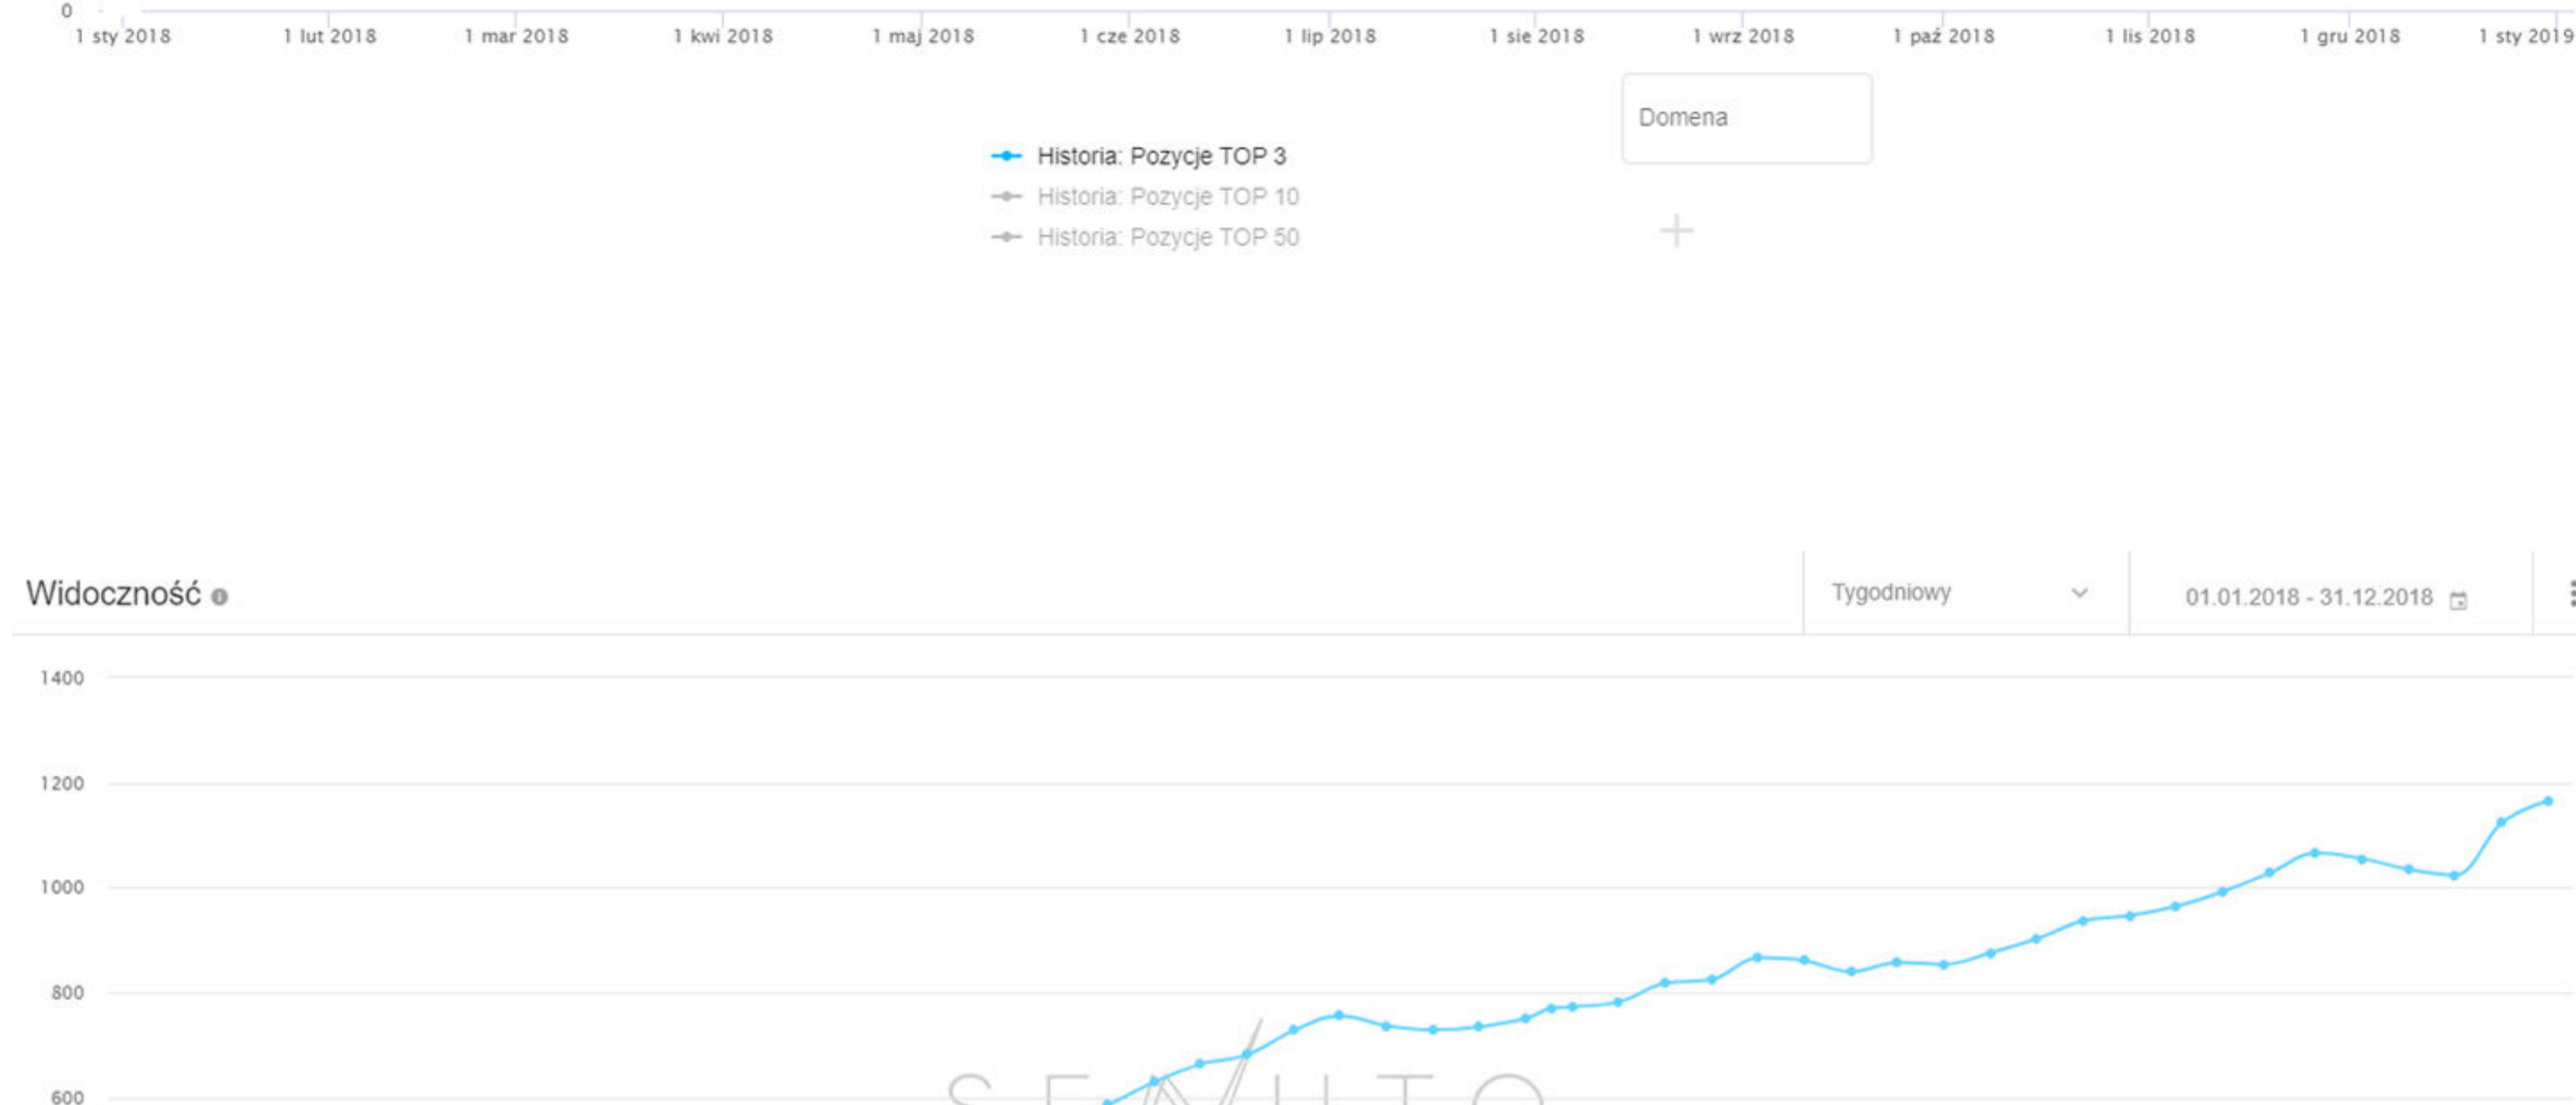 0
1 sty 2018 1 lut 2018 1 mar 2018 1 kwi 2018 1 maj 2018 1 cze 2018 1 lip 2018 1 sie 2018 1 wrz 2018 1 paź 2018 1 lis 2018 1 gru 2018 1 sty 2019
Domena
Historia: Pozycje TOP 3
Historia: Pozycje TOP 10
Historia: Pozycje TOP 50
Widoczność
Tygodniowy
01.01.2018 - 31.12.2018
1400
1200
1000
800
600